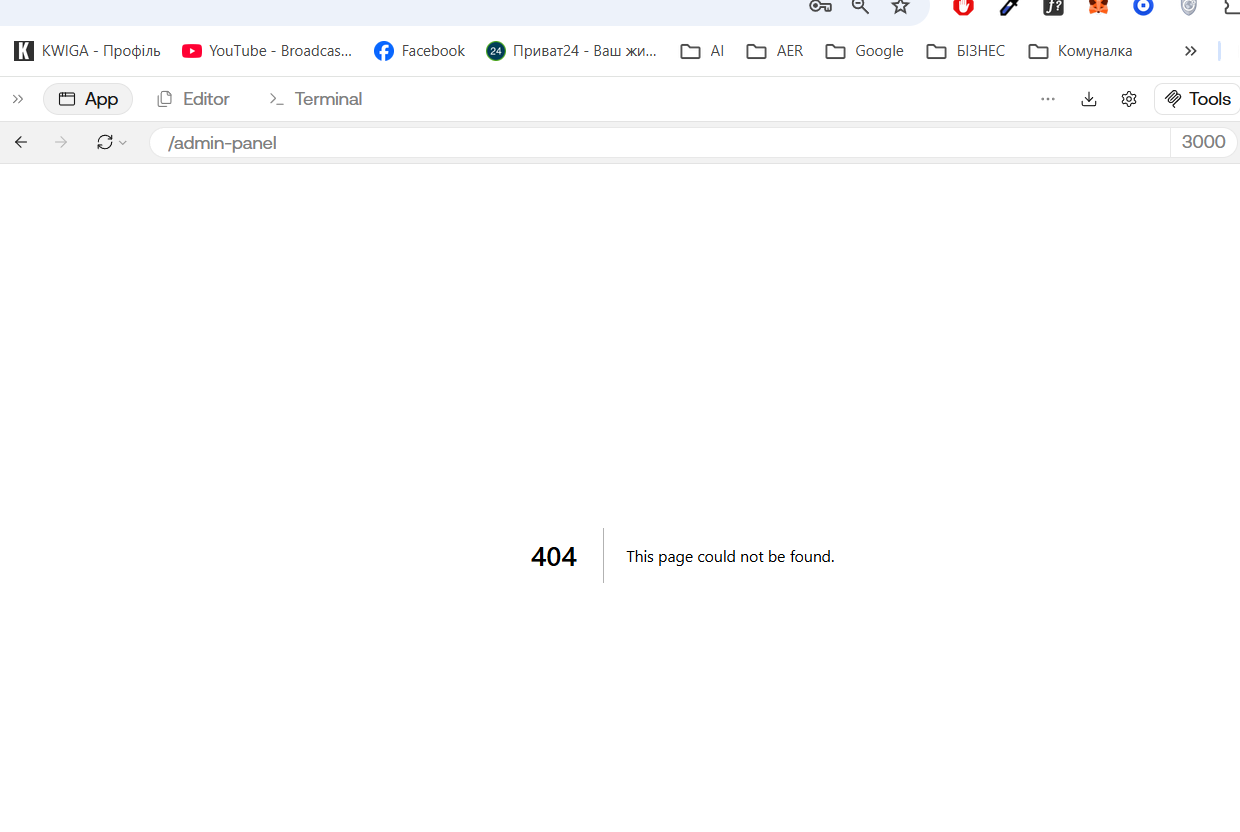 KWIGA - Профіль YouTube - Broadcas... Facebook 24 Приват24 - Ваш жи... AI AER Google БІЗНЕС Комуналка
App Editor Terminal Tools
/admin-panel 3000
404 This page could not be found.